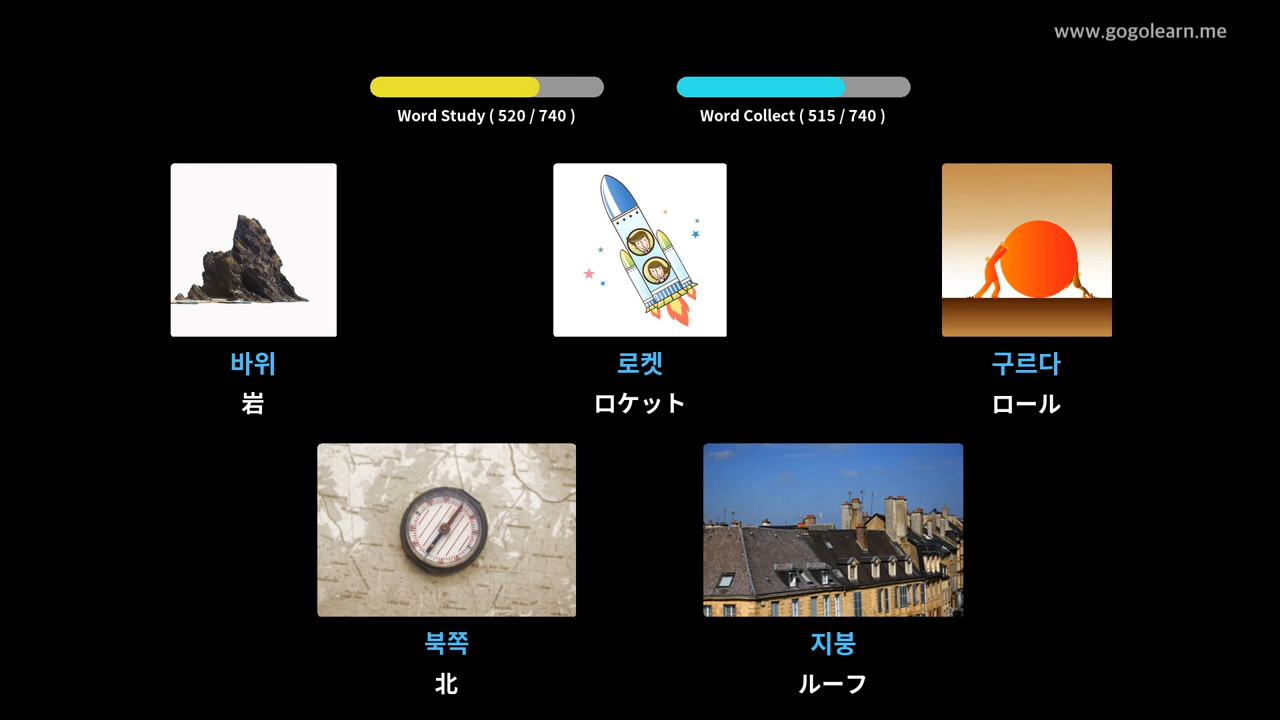 www.gogolearn.me
Word Study ( 520 / 740 )
Word Collect ( 515 / 740 )
바위
岩
로켓
ロケット
구르다
ロール
북쪽
北
지붕
ルーフ